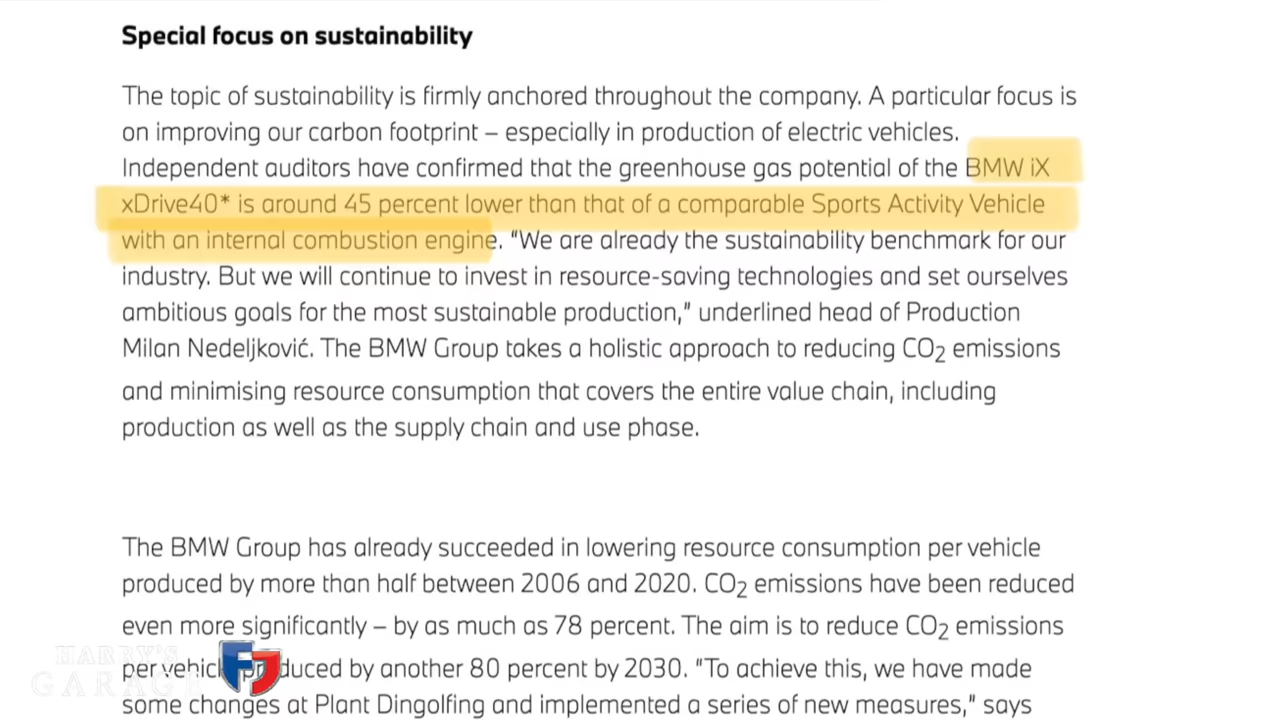 Special focus on sustainability
The topic of sustainability is firmly anchored throughout the company. A particular focus is
on improving our carbon footprint – especially in production of electric vehicles.
Independent auditors have confirmed that the greenhouse gas potential of the BMW iX
xDrive40* is around 45 percent lower than that of a comparable Sports Activity Vehicle
with an internal combustion engine. “We are already the sustainability benchmark for our
industry. But we will continue to invest in resource-saving technologies and set ourselves
ambitious goals for the most sustainable production,” underlined head of Production
Milan Nedeljković. The BMW Group takes a holistic approach to reducing CO2 emissions
and minimising resource consumption that covers the entire value chain, including
production as well as the supply chain and use phase.
The BMW Group has already succeeded in lowering resource consumption per vehicle
produced by more than half between 2006 and 2020. CO2 emissions have been reduced
even more significantly – by as much as 78 percent. The aim is to reduce CO2 emissions
per vehicle produced by another 80 percent by 2030. "To achieve this, we have made
some changes at Plant Dingolfing and implemented a series of new measures," says
HARRY'S
GARAGE